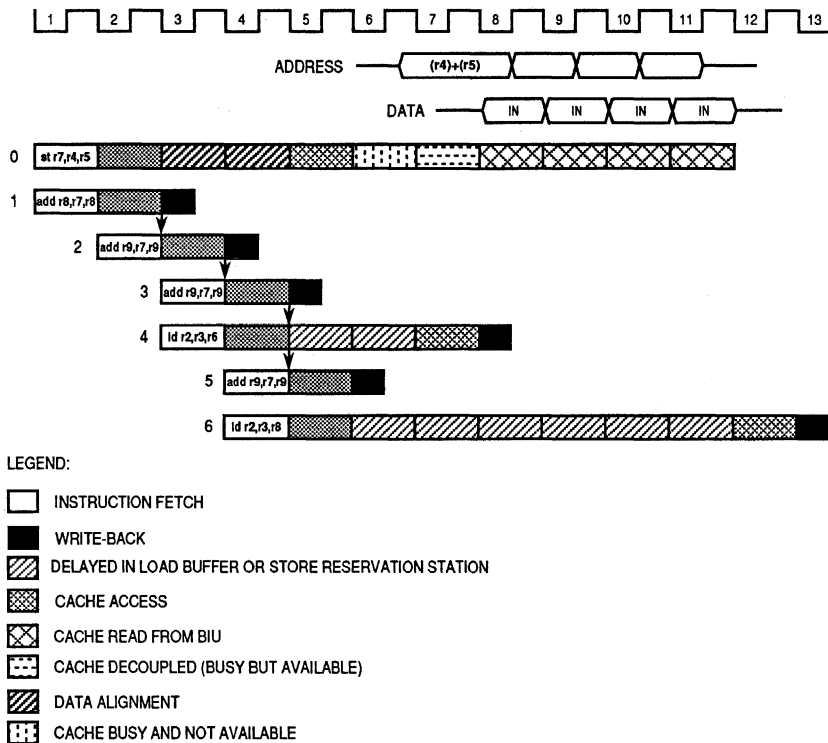 1 2 3 4 5 6 7 8 9 10 11 12 13
ADDRESS (r4)+(r5)
DATA IN IN IN IN
0 st r7,r4,r5
1 add r8,r7,r8
2 add r9,r7,r9
3 add r9,r7,r9
4 ld r2,r3,r6
5 add r9,r7,r9
6 ld r2,r3,r8
LEGEND:
INSTRUCTION FETCH
WRITE-BACK
DELAYED IN LOAD BUFFER OR STORE RESERVATION STATION
CACHE ACCESS
CACHE READ FROM BIU
CACHE DECOUPLED (BUSY BUT AVAILABLE)
DATA ALIGNMENT
CACHE BUSY AND NOT AVAILABLE